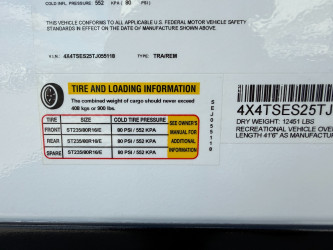 COLD INFL. PRESSURE 552 KPA ( 80 PSI/
THIS VEHICLE CONFORMS TO ALL APPLICABLE U.S. FEDERAL MOTOR VEHICLE SAFETY
STANDARDS IN EFFECT ON THE DATE OF MANUFACTURE SHOWN ABOVE.
V.I.N.: TYPE: TRA/REM
TIRE AND LOADING INFORMATION
The combined weight of cargo should never exceed
408 kgs or 900 lbs.
TIRE SIZE COLD TIRE PRESSURE SEE OWNER'S
FRONT ST235/80R16/E 80 PSI / 552 KPA MANUAL FOR
REAR ST235/80R16/E 80 PSI / 552 KPA ADDITIONAL
SPARE ST235/80R16/E 80 PSI / 552 KPA INFORMATION
4X4TSES25TJ
DRY WEIGHT: 12451 LBS
RECREATIONAL VEHICLE OVE
LENGTH 41'6" AS MANUFACTUR